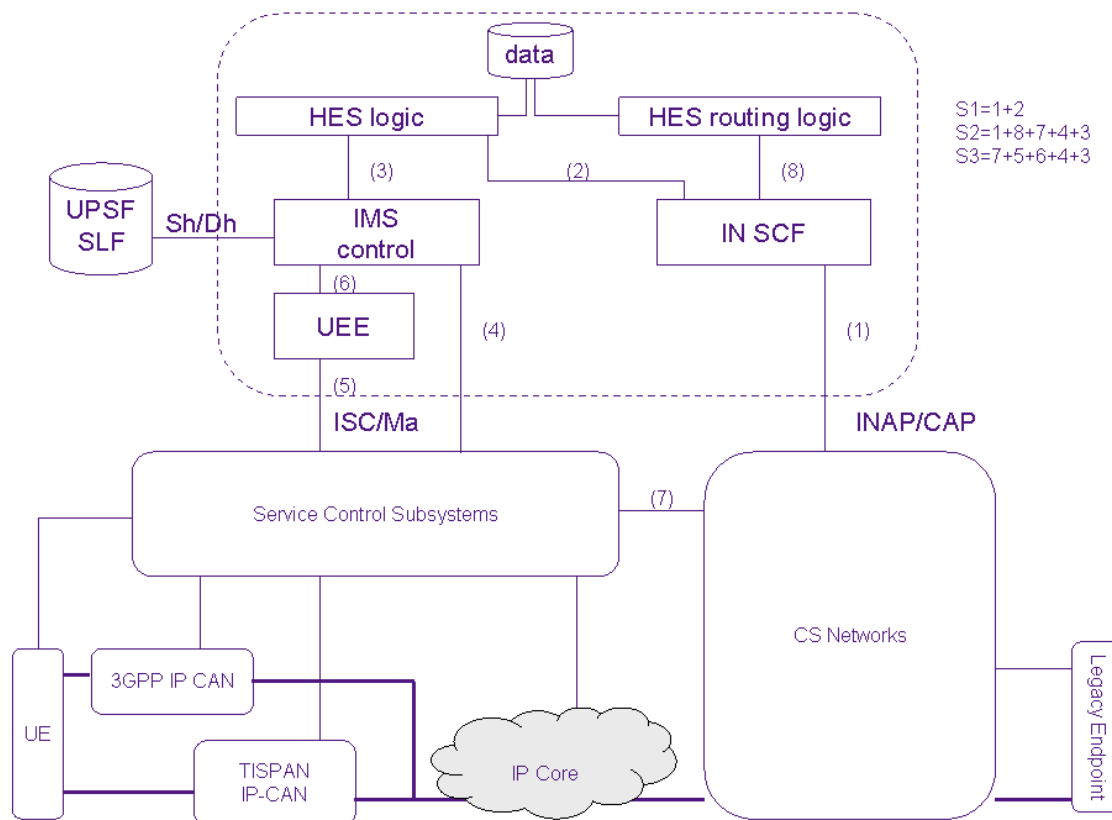 data
HES logic
HES routing logic
S1=1+2
S2=1+8+7+4+3
S3=7+5+6+4+3
(3)
(2)
(8)
UPSF
SLF
Sh/Dh
IMS
control
IN SCF
(6)
UEE
(4)
(1)
(5)
ISC/Ma
INAP/CAP
Service Control Subsystems
(7)
CS Networks
3GPP IP CAN
UE
TISPAN
IP-CAN
IP Core
Legacy Endpoint